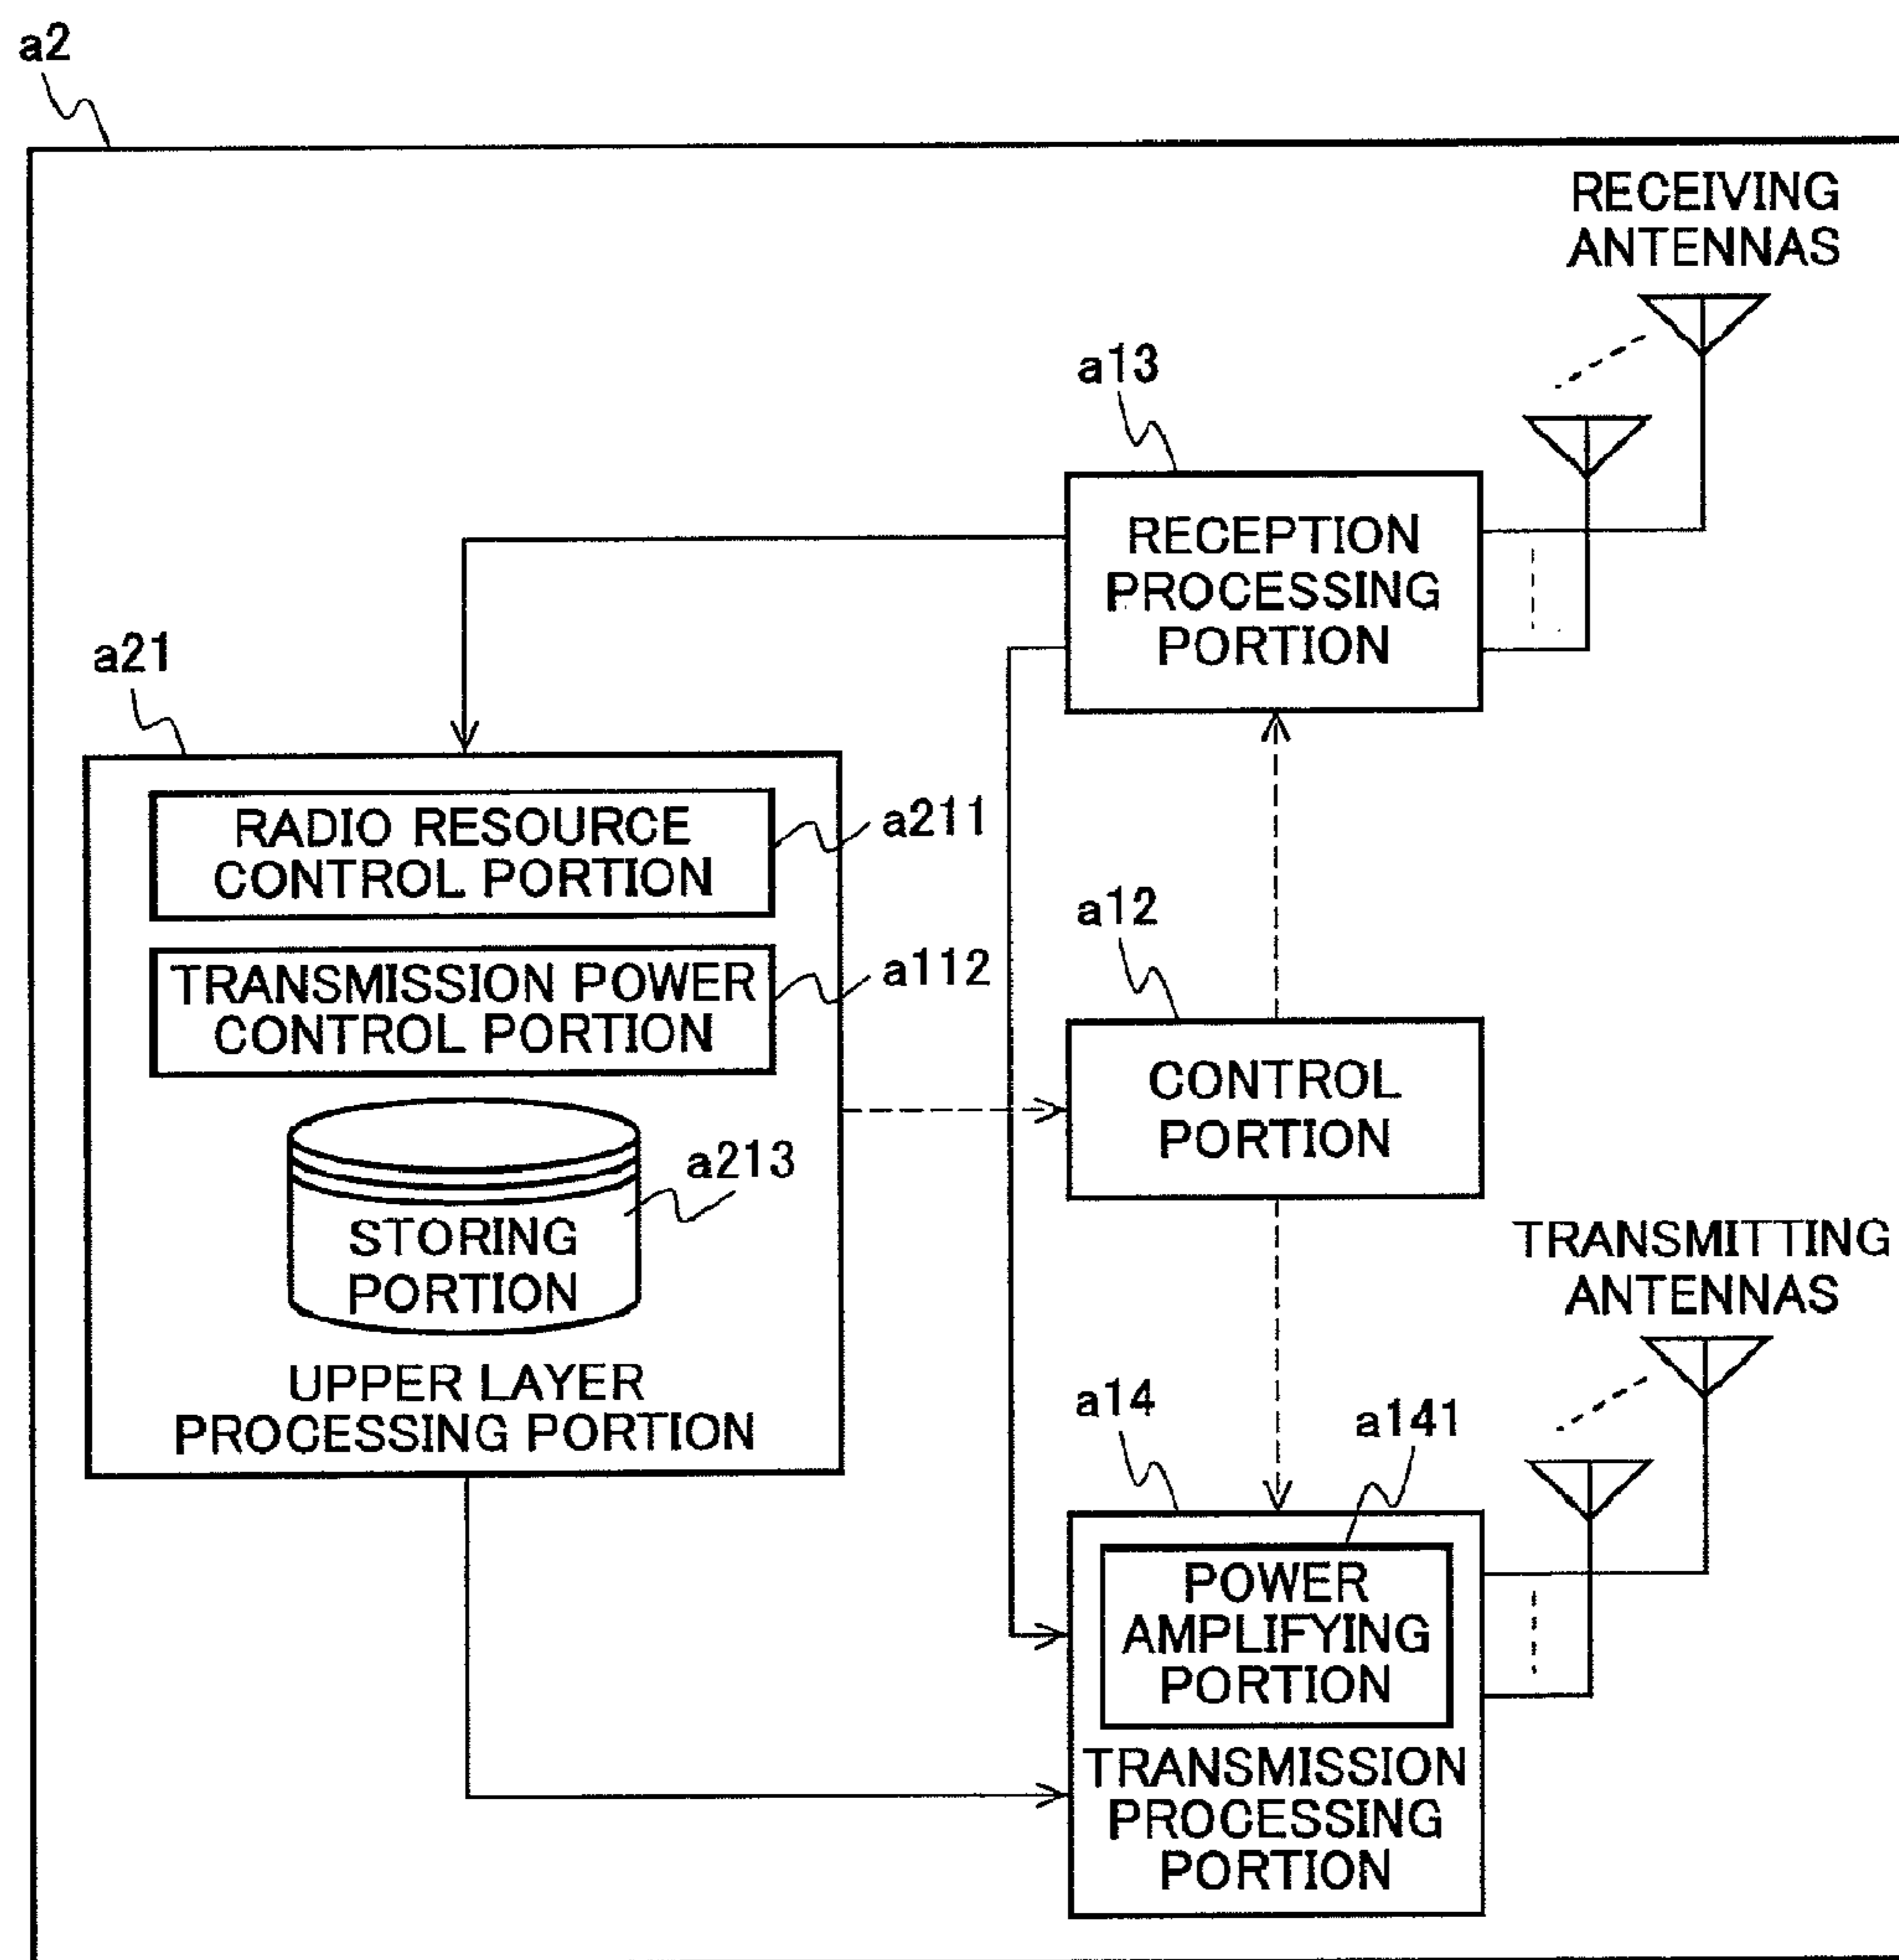 a2
RECEIVING
ANTENNAS
a13
RECEPTION
PROCESSING
PORTION
a21
RADIO RESOURCE
CONTROL PORTION
a211
TRANSMISSION POWER
CONTROL PORTION
a112
a12
CONTROL
PORTION
a213
STORING
PORTION
UPPER LAYER
PROCESSING PORTION
TRANSMITTING
ANTENNAS
a14
a141
POWER
AMPLIFYING
PORTION
TRANSMISSION
PROCESSING
PORTION